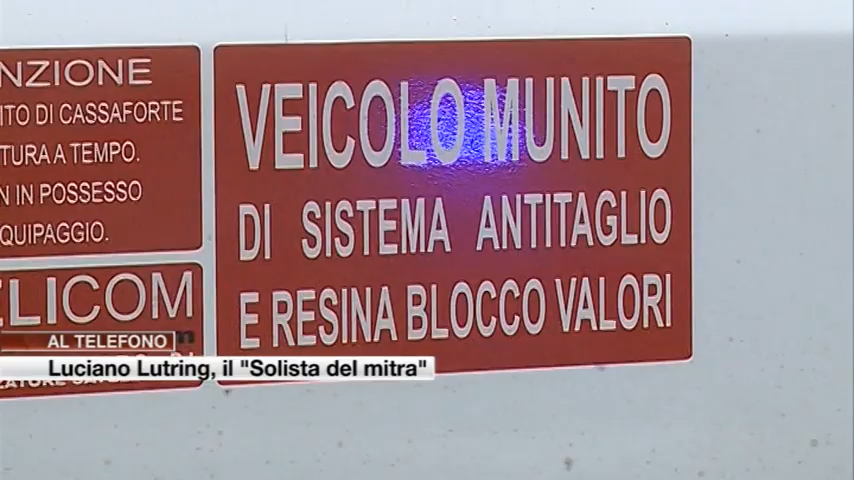 NZIONE
ITO DI CASSAFORTE
TURA A TEMPO.
N IN POSSESSO
QUIPAGGIO.
ELICOM
VEICOLO MUNITO
DI SISTEMA ANTITAGLIO
E RESINA BLOCCO VALORI
AL TELEFONO
Luciano Lutring, il "Solista del mitra"